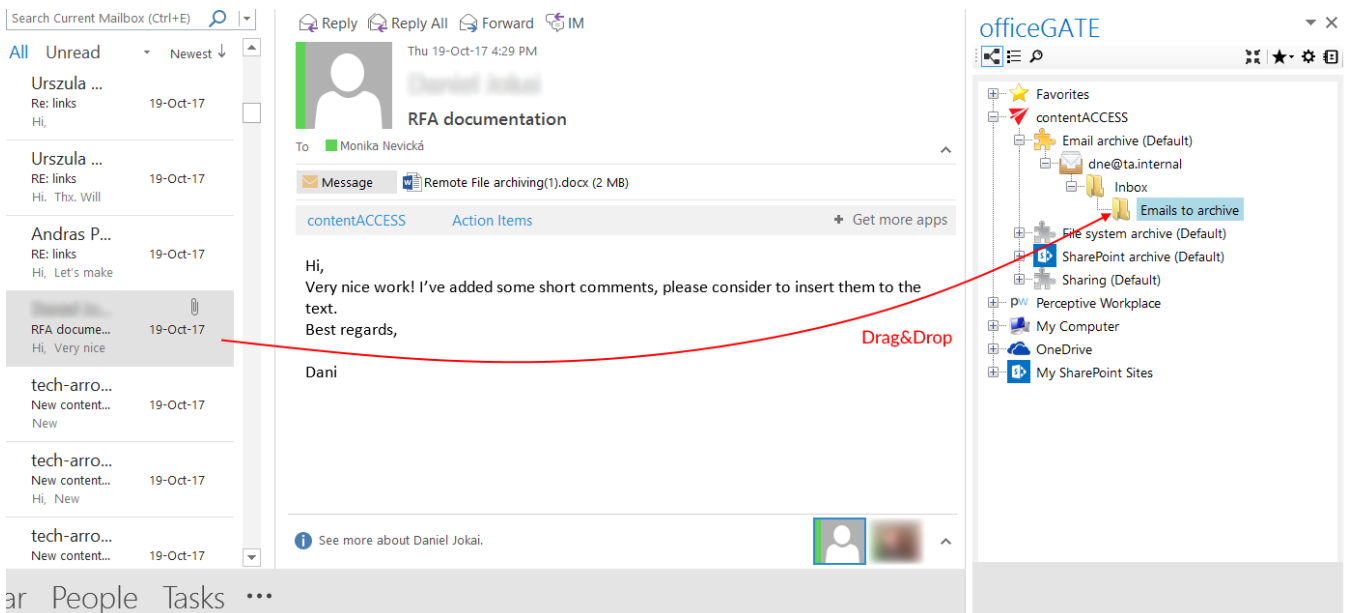 Search Current Mailbox (Ctrl+E)
All Unread Newest ↓
Urszula ...
Re: links 19-Oct-17
Hi,
Urszula ...
RE: links 19-Oct-17
Hi. Thx. Will
Andras P...
RE: links 19-Oct-17
Hi, Let's make
RFA docume... 19-Oct-17
Hi, Very nice
tech-arro...
New content... 19-Oct-17
New
tech-arro...
New content... 19-Oct-17
Hi, New
tech-arro...
New content... 19-Oct-17
ar People Tasks •••
Reply Reply All Forward IM
Thu 19-Oct-17 4:29 PM
RFA documentation
To Monika Nevická
Message Remote File archiving(1).docx (2 MB)
contentACCESS Action Items + Get more apps
Hi,
Very nice work! I've added some short comments, please consider to insert them to the
text.
Best regards,
Drag&Drop
Dani
See more about Daniel Jokai.
officeGATE
Favorites
contentACCESS
Email archive (Default)
dne@ta.internal
Inbox
Emails to archive
File system archive (Default)
SharePoint archive (Default)
Sharing (Default)
pw Perceptive Workplace
My Computer
OneDrive
My SharePoint Sites